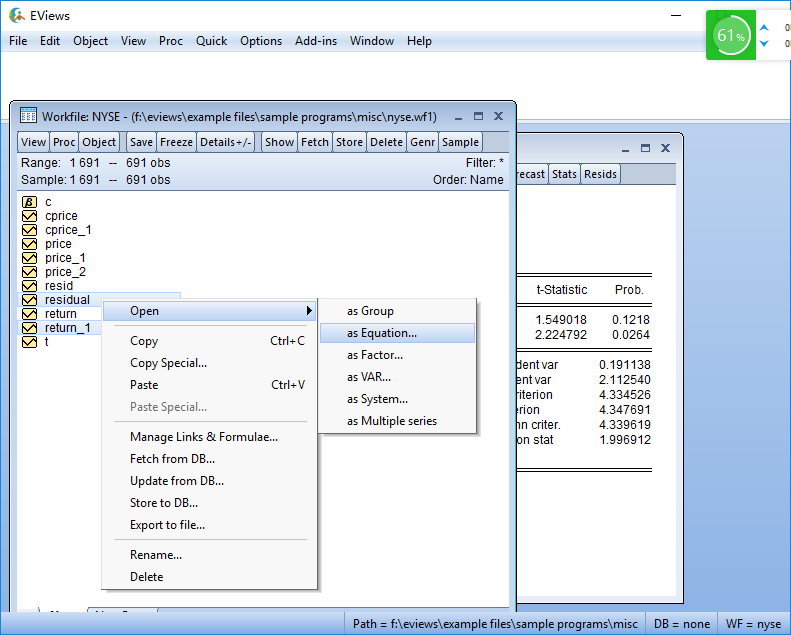 EViews
File Edit Object View Proc Quick Options Add-ins Window Help
61%
Workfile: NYSE - (f:\eviews\example files\sample programs\misc\nyse.wf1)
View Proc Object Save Freeze Details+/- Show Fetch Store Delete Genr Sample
Range: 1 691 -- 691 obs Filter: *
Sample: 1 691 -- 691 obs Order: Name
β c
cprice
cprice_1
price
price_1
price_2
resid
residual
return
return_1
t
Open
Copy Ctrl+C
Copy Special...
Paste Ctrl+V
Paste Special...
Manage Links & Formulae...
Fetch from DB...
Update from DB...
Store to DB...
Export to file...
Rename...
Delete
as Group
as Equation...
as Factor...
as VAR...
as System...
as Multiple series
recast Stats Resids
t-Statistic Prob.
1.549018 0.1218
2.224792 0.0264
dent var 0.191138
ent var 2.112540
riterion 4.334526
erion 4.347691
nn criter. 4.339619
on stat 1.996912
Path = f:\eviews\example files\sample programs\misc DB = none WF = nyse